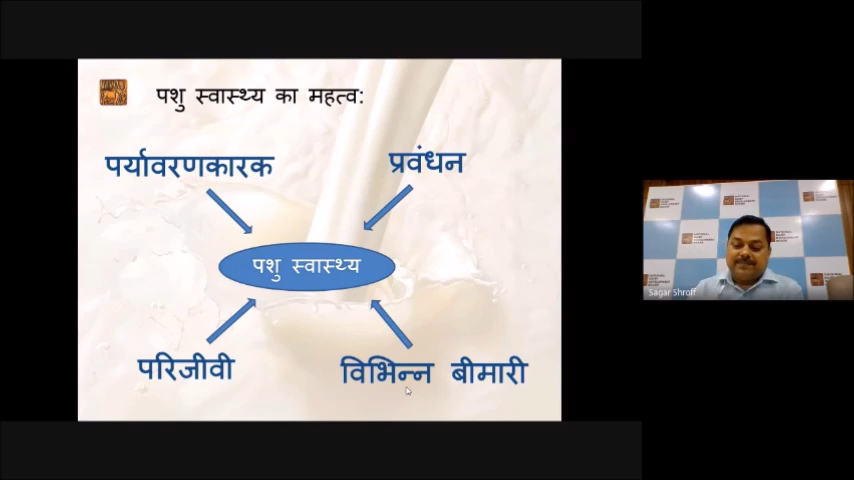 पशु स्वास्थ्य का महत्व:
पर्यावरणकारक
प्रवंधन
पशु स्वास्थ्य
परिजीवी
विभिन्न बीमारी
Sagar Shroff